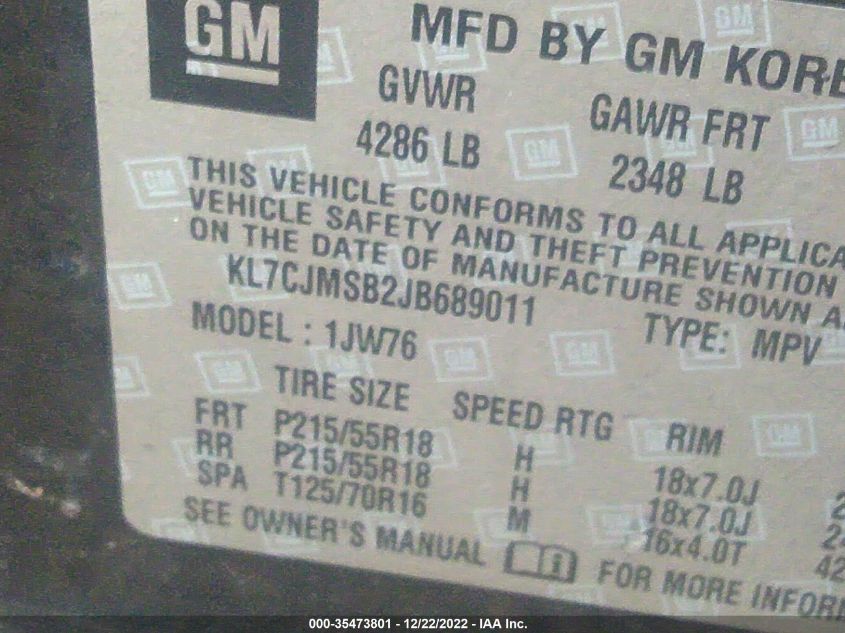 GM
MFD BY GM KORE
GVWR GAWR FRT
4286 LB 2348 LB
THIS VEHICLE CONFORMS TO ALL APPLICA
VEHICLE SAFETY AND THEFT PREVENTION
ON THE DATE OF MANUFACTURE SHOWN A
KL7CJMSB2JB689011
MODEL : 1JW76 TYPE: MPV
TIRE SIZE SPEED RTG RIM
FRT P215/55R18 H 18x7.0J 2
RR P215/55R18 H 18x7.0J 24
SPA T125/70R16 M 16x4.0T 42
SEE OWNER'S MANUAL FOR MORE INFOR
000-35473801 - 12/22/2022 - IAA Inc.